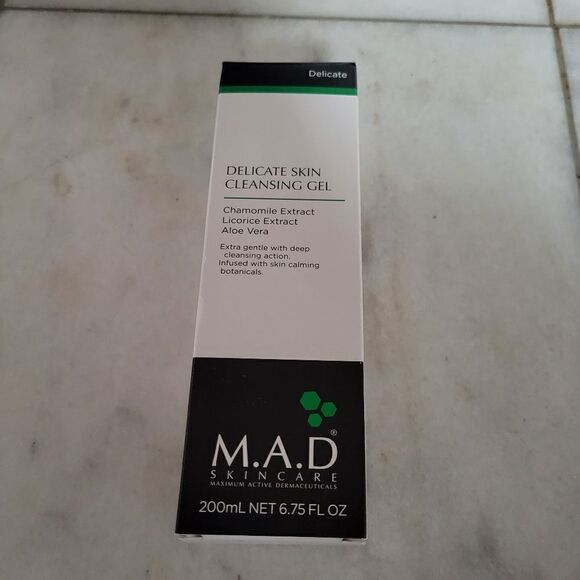 Delicate
DELICATE SKIN
CLEANSING GEL
Chamomile Extract
Licorice Extract
Aloe Vera
Extra gentle with deep
cleansing action.
Infused with skin calming
botanicals.
M.A.D®
SKINCARE
MAXIMUM ACTIVE DERMACEUTICALS
200mL NET 6.75 FL OZ